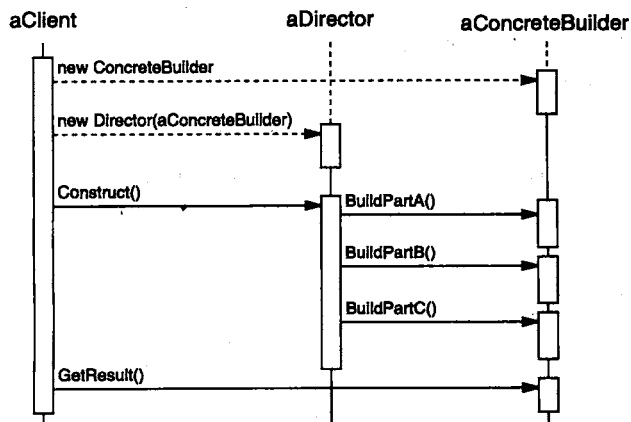 aClient
aDirector
aConcreteBuilder
new ConcreteBuilder
new Director(aConcreteBuilder)
Construct()
BuildPartA()
BuildPartB()
BuildPartC()
GetResult()